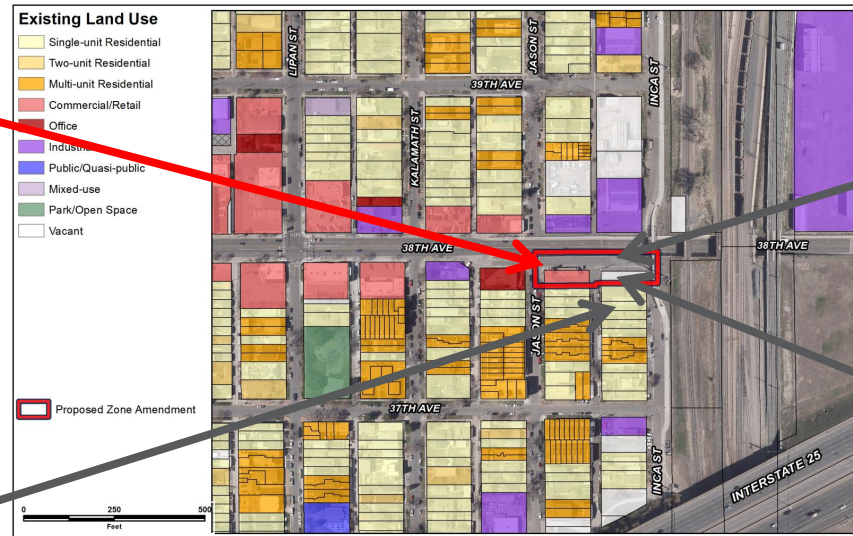 Existing Land Use
Single-unit Residential
Two-unit Residential
Multi-unit Residential
Commercial/Retail
Office
Public/Quasi-public
Mixed-use
Park/Open Space
Vacant
Proposed Zone Amendment
0 250 500
Feet
LIPAN ST
JASON ST
INCA ST
39TH AVE
KALAMATH ST
38TH AVE
38TH AVE
JASON ST
37TH AVE
INCA ST
INTERSTATE 25